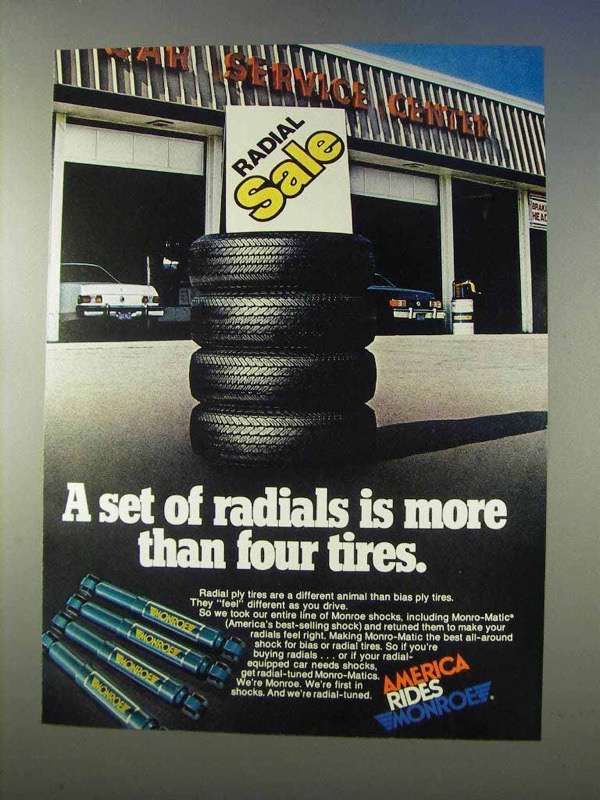 CAR SERVICE CENTER
RADIAL
Sale
BRAKE
HEAD
A set of radials is more
than four tires.
Radial ply tires are a different animal than bias ply tires.
They "feel" different as you drive.
So we took our entire line of Monroe shocks, including Monro-Matic®
(America's best-selling shock) and retuned them to make your
radials feel right. Making Monro-Matic the best all-around
shock for bias or radial tires. So if you're
buying radials . . . or if your radial-
equipped car needs shocks,
get radial-tuned Monro-Matics.
We're Monroe. We're first in
shocks. And we're radial-tuned.
MONROE
MONROE
MONROE
MONROE
AMERICA
RIDES
MONROE®